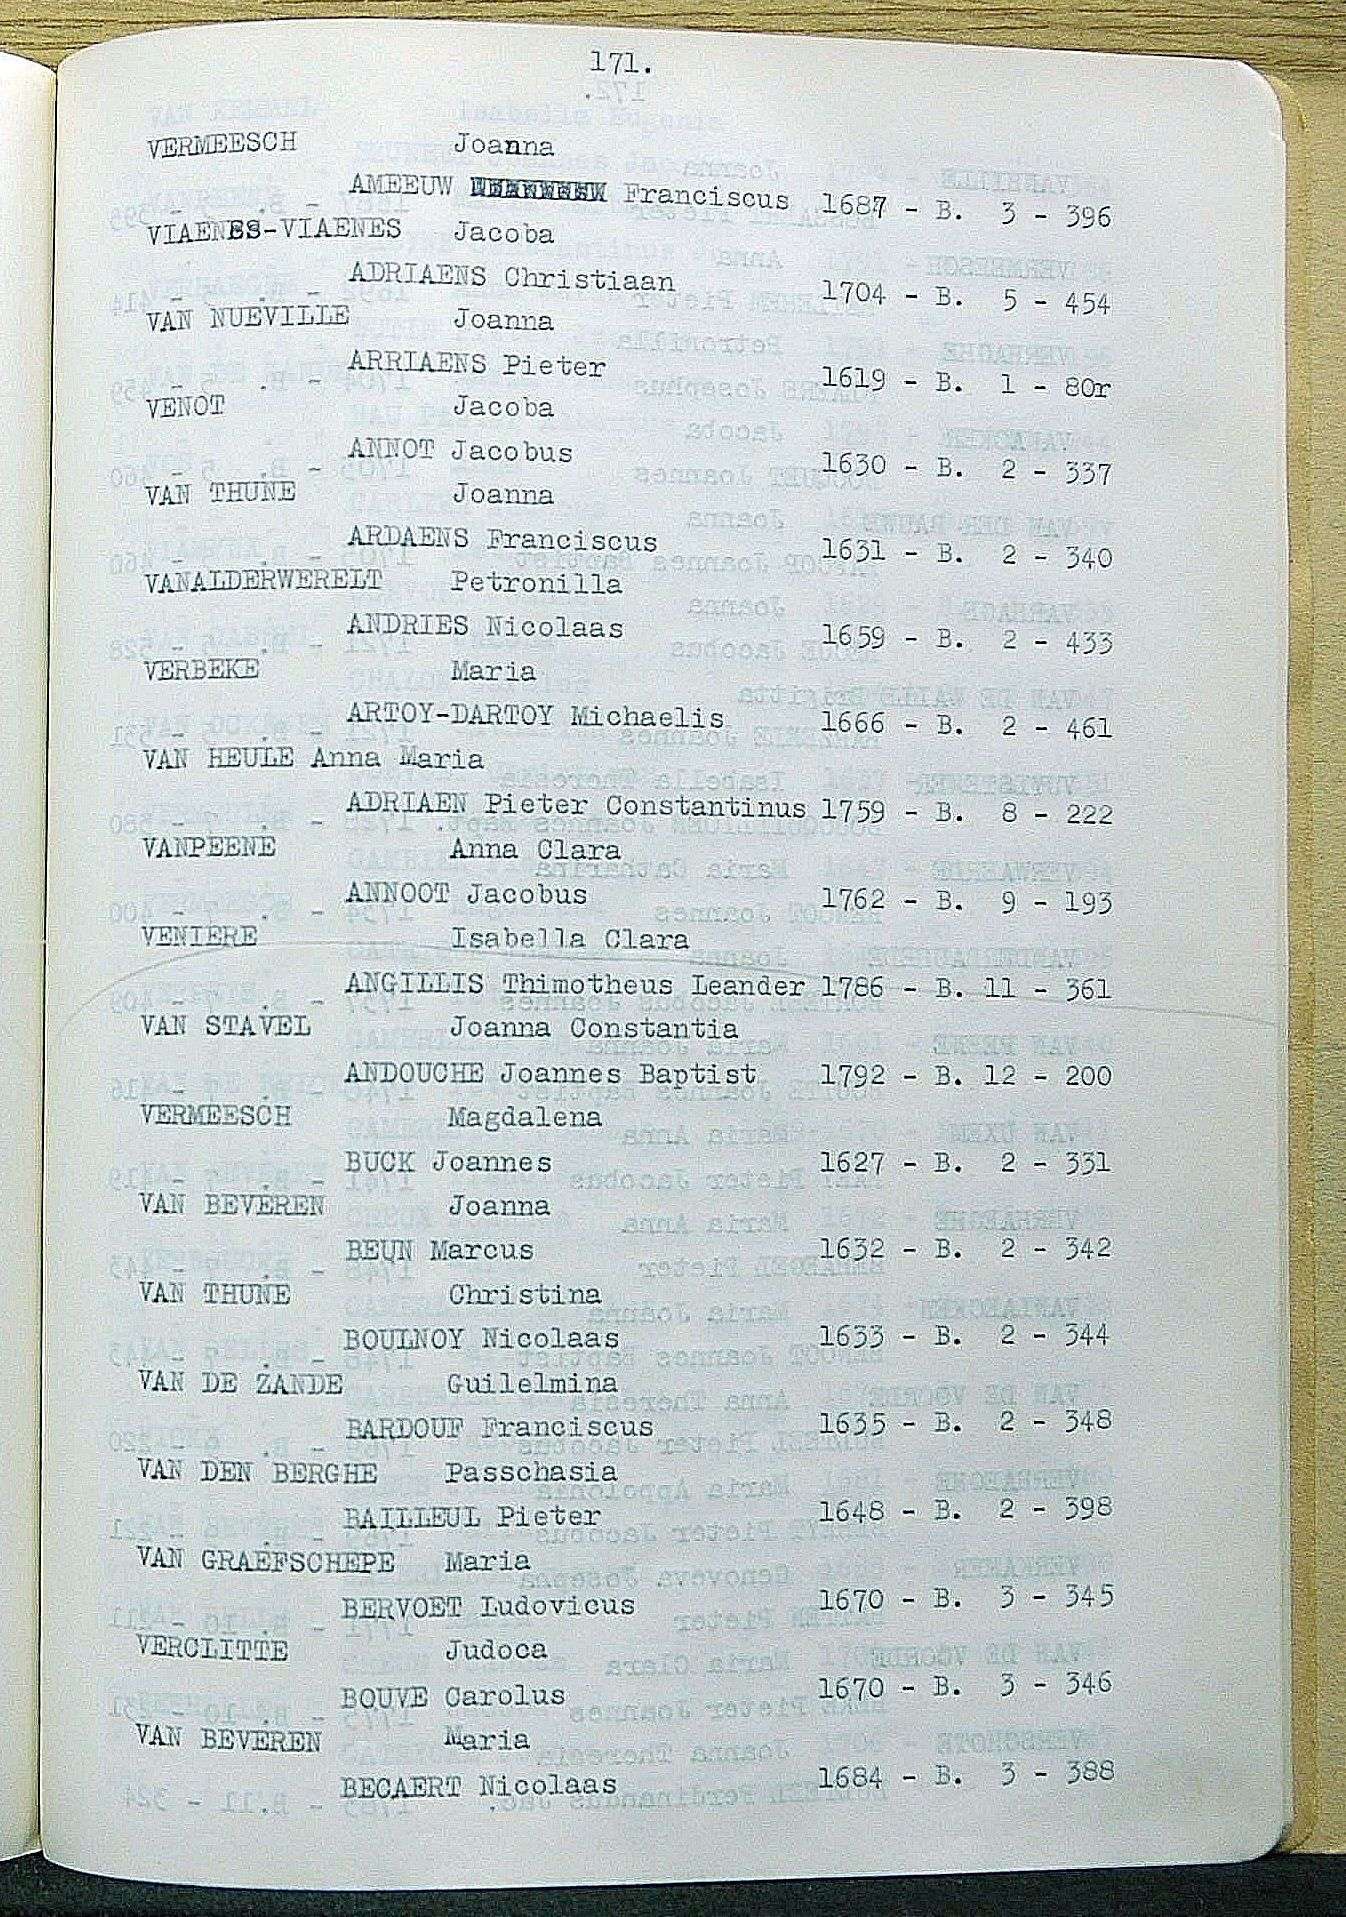 171.
VERMEESCH Joanna
AMEEUW Franciscus 1687 - B. 3 - 396
VIAENES-VIAENES Jacoba
ADRIAENS Christiaan 1704 - B. 5 - 454
VAN NUEVILLE Joanna
ARRIAENS Pieter 1619 - B. 1 - 80r
VENOT Jacoba
ANNOT Jacobus 1630 - B. 2 - 337
VAN THUNE Joanna
ARDAENS Franciscus 1631 - B. 2 - 340
VANALDERWERELT Petronilla
ANDRIES Nicolaas 1659 - B. 2 - 433
VERBEKE Maria
ARTOY-DARTOY Michaelis 1666 - B. 2 - 461
VAN HEULE Anna Maria
ADRIAEN Pieter Constantinus 1759 - B. 8 - 222
VANPEENE Anna Clara
ANNOOT Jacobus 1762 - B. 9 - 193
VENIERE Isabella Clara
ANGILLIS Thimotheus Leander 1786 - B. 11 - 361
VAN STAVEL Joanna Constantia
ANDOUCHE Joannes Baptist 1792 - B. 12 - 200
VERMEESCH Magdalena
BUCK Joannes 1627 - B. 2 - 331
VAN BEVEREN Joanna
BEUN Marcus 1632 - B. 2 - 342
VAN THUNE Christina
BOULNOY Nicolaas 1633 - B. 2 - 344
VAN DE ZANDE Guilelmina
BARDOUF Franciscus 1635 - B. 2 - 348
VAN DEN BERGHE Passchasia
BAILLEUL Pieter 1648 - B. 2 - 398
VAN GRAEFSCHEPE Maria
BERVOET Ludovicus 1670 - B. 3 - 345
VERCLITTE Judoca
BOUVE Carolus 1670 - B. 3 - 346
VAN BEVEREN Maria
BECAERT Nicolaas 1684 - B. 3 - 388